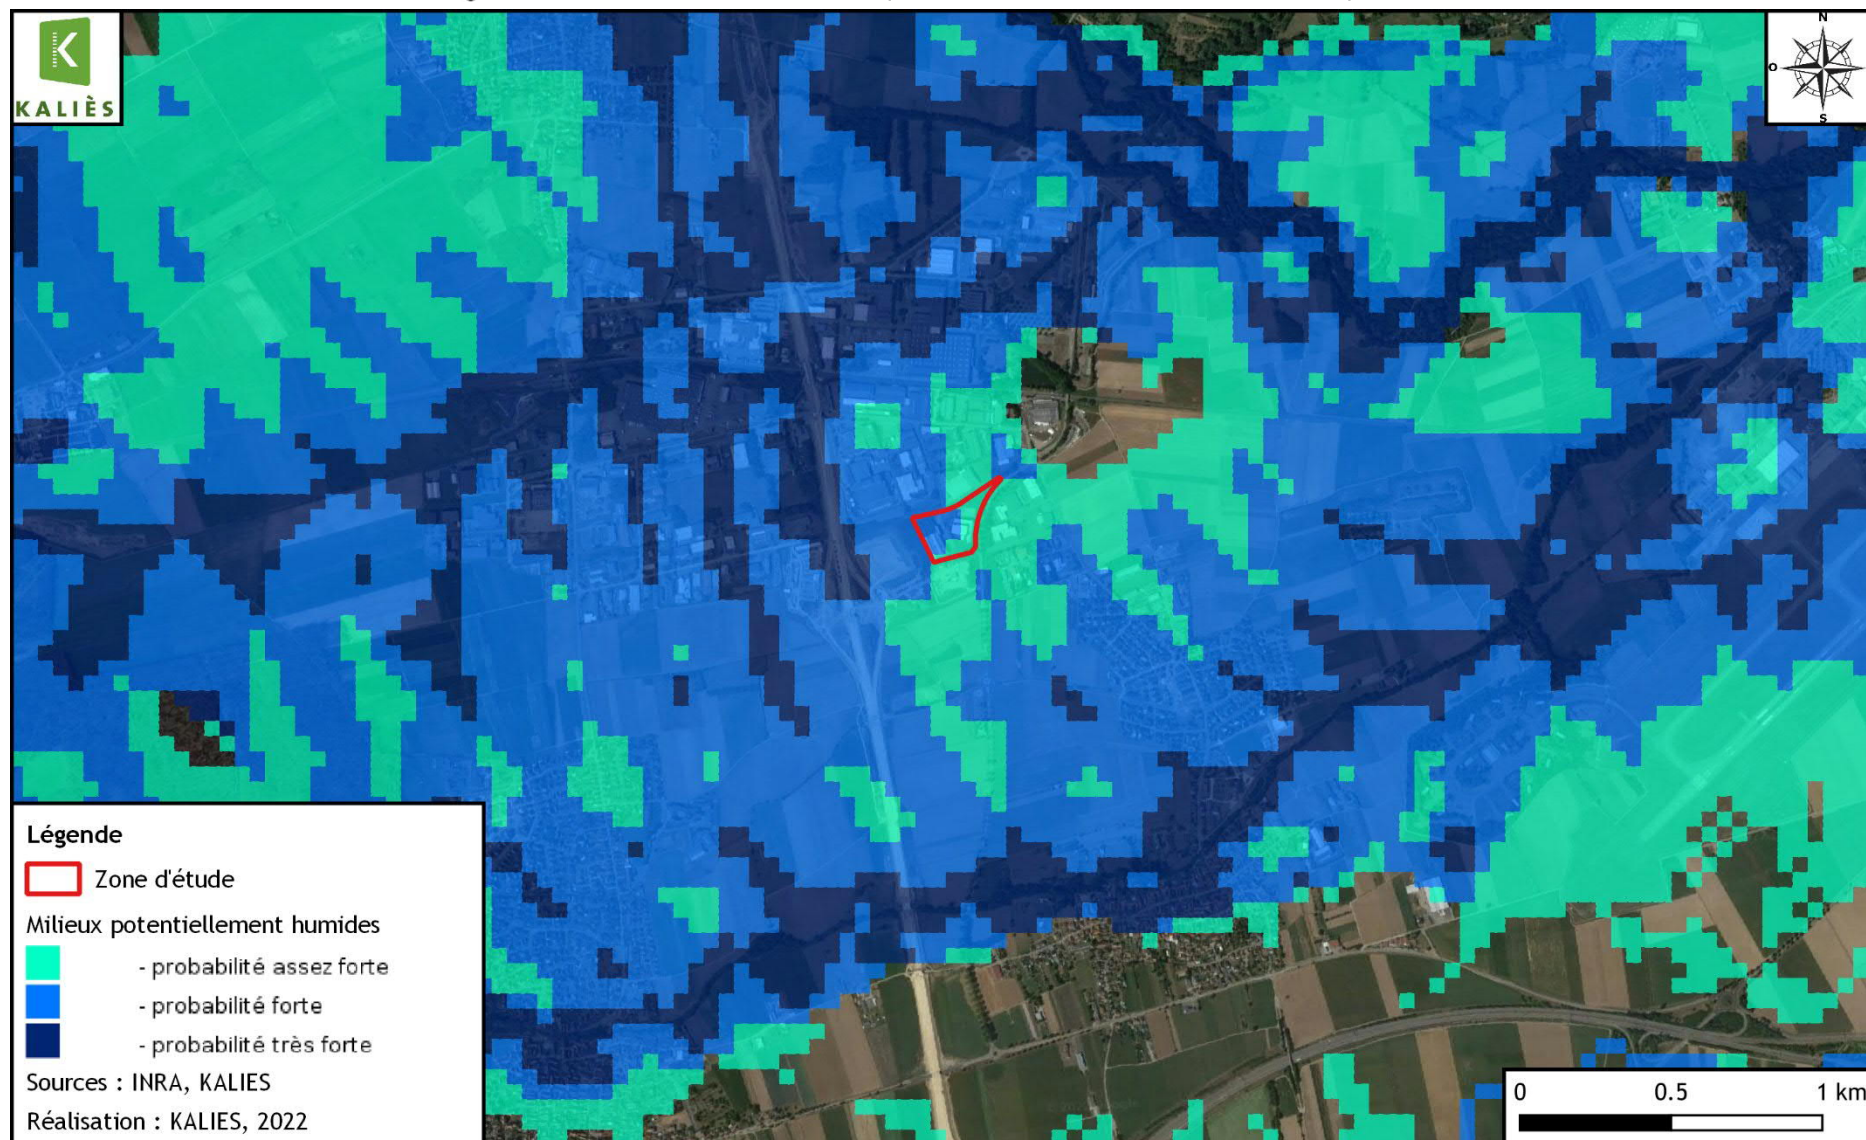 KALIÈS
N
O
S
Légende
Zone d'étude
Milieux potentiellement humides
- probabilité assez forte
- probabilité forte
- probabilité très forte
Sources : INRA, KALIES
Réalisation : KALIES, 2022
0 0.5 1 km